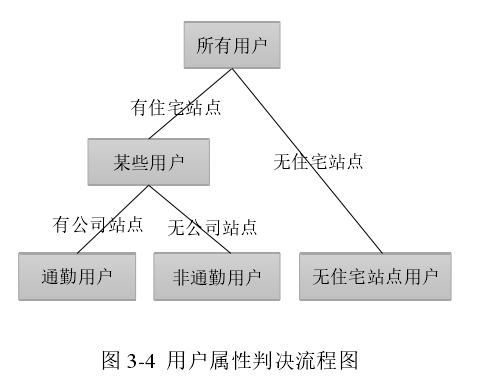 所有用户
有住宅站点
某些用户
无住宅站点
有公司站点
无公司站点
通勤用户
非通勤用户
无住宅站点用户
图 3-4 用户属性判决流程图